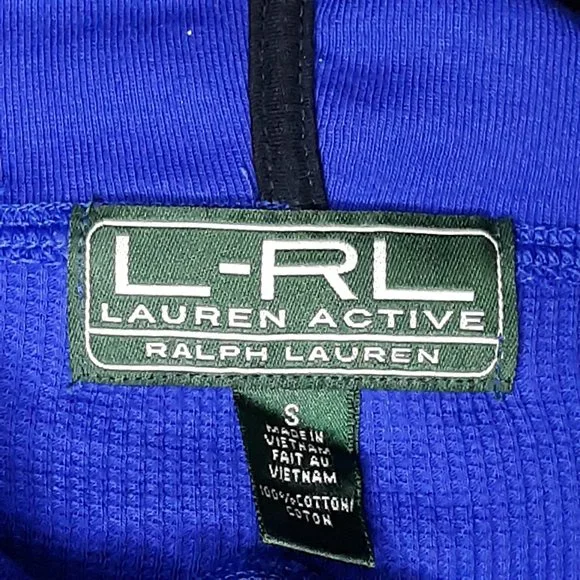 L-RL
LAUREN ACTIVE
RALPH LAUREN
S
MADE IN
VIETNAM
FAIT AU
VIETNAM
100%COTTON/
COTON